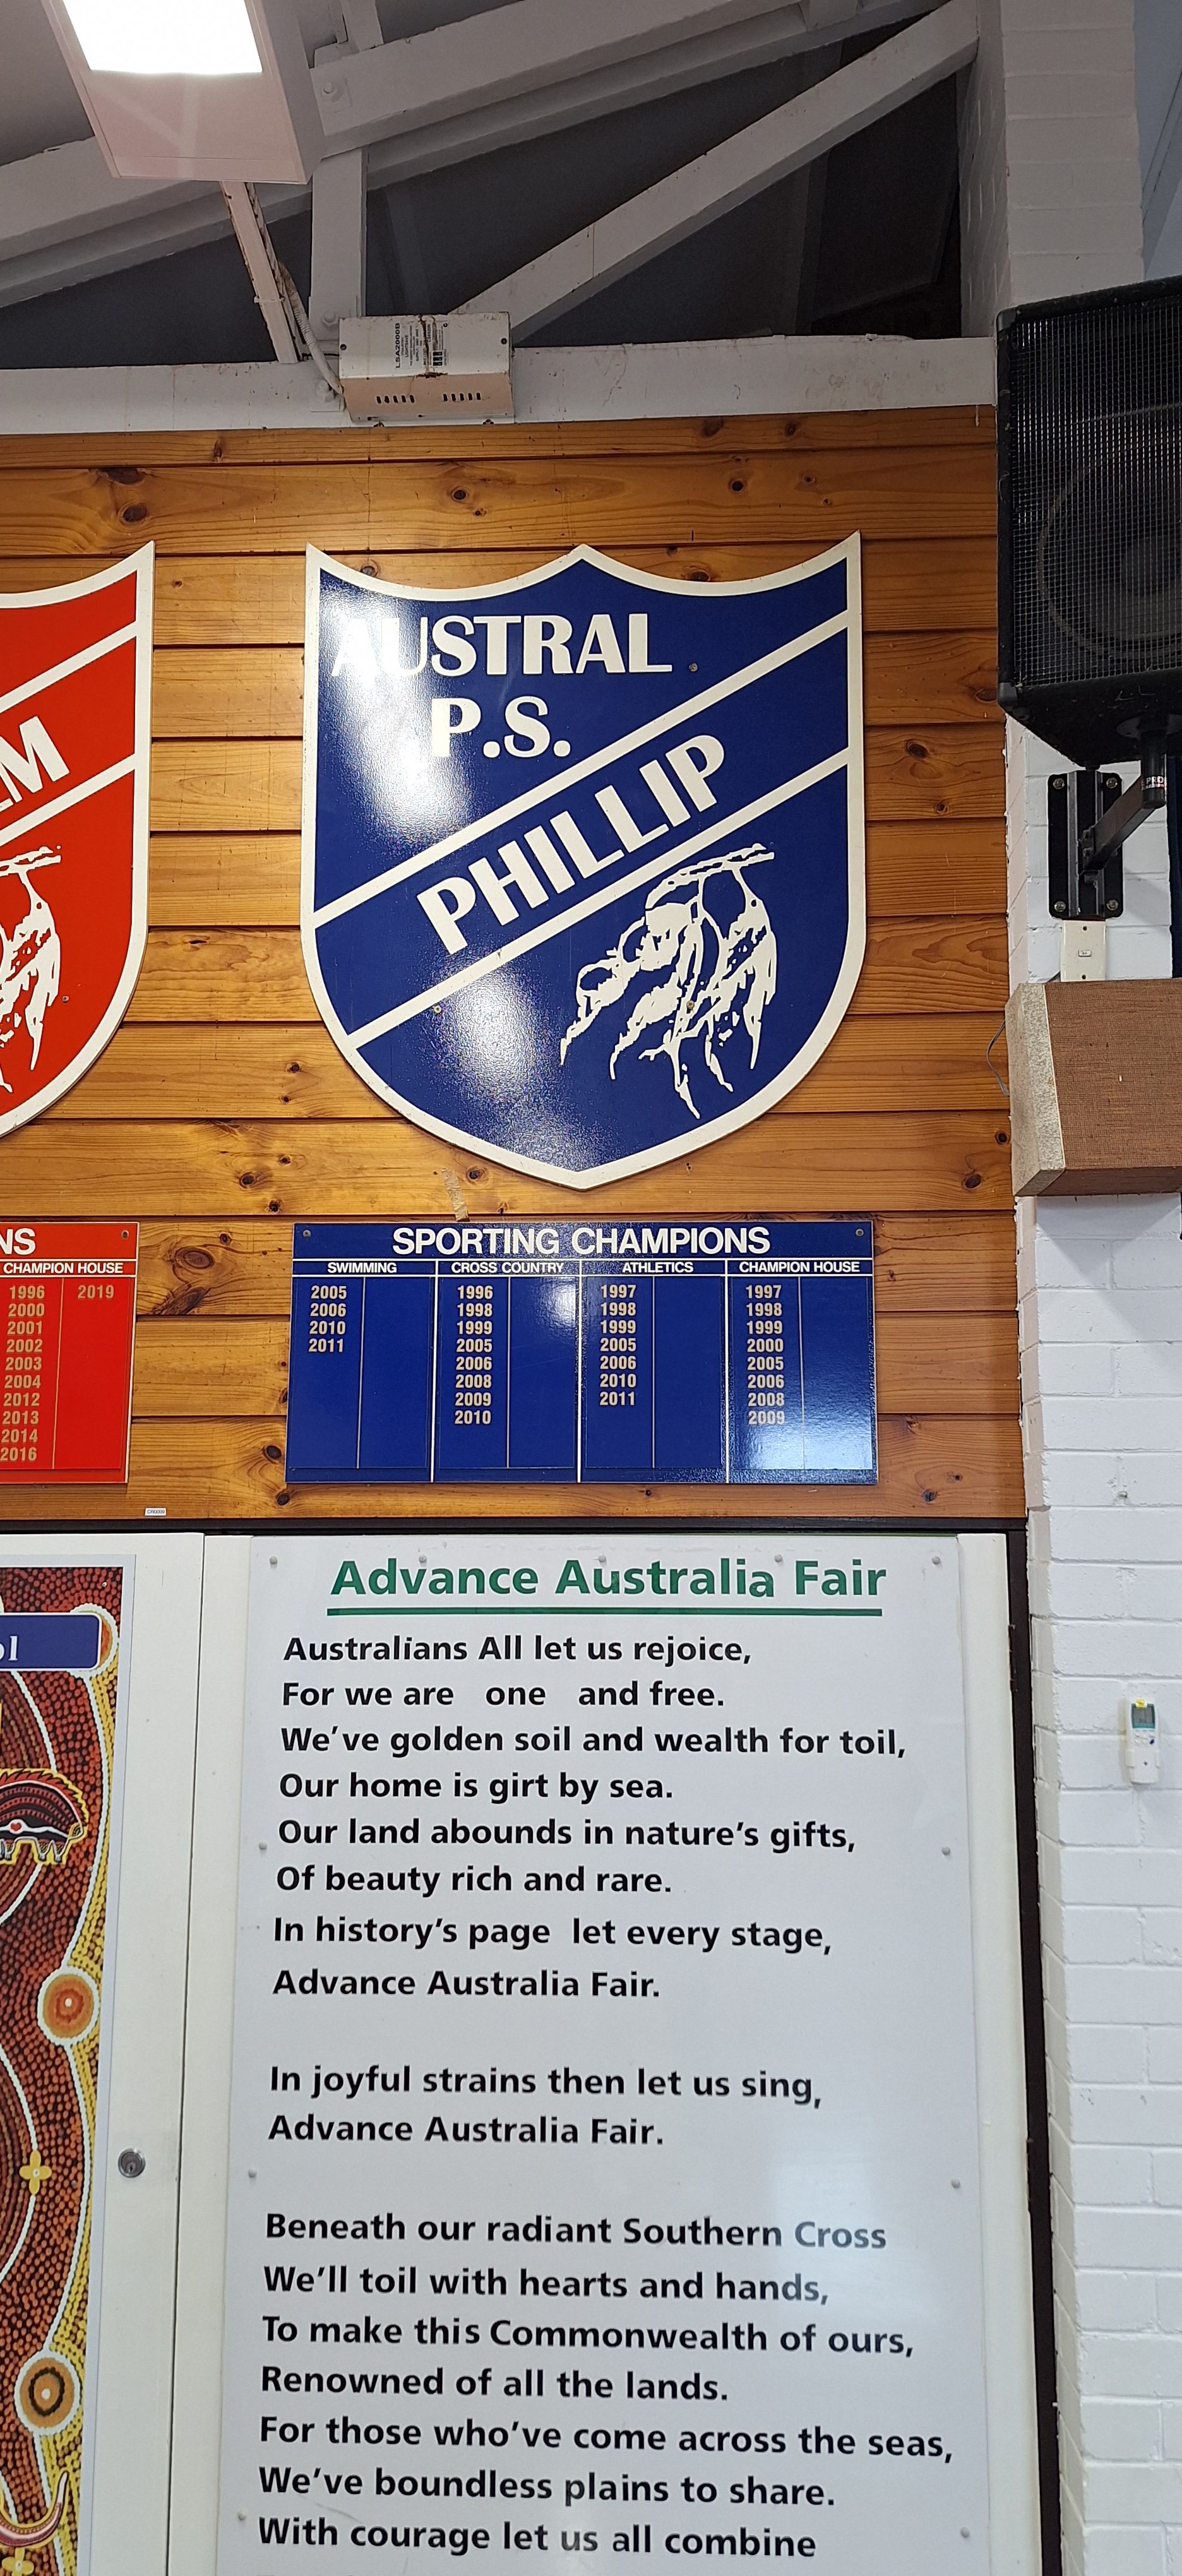 LSA2000B
AUSTRAL
P.S.
PHILLIP
SPORTING CHAMPIONS
SWIMMING CROSS COUNTRY ATHLETICS CHAMPION HOUSE
2005 1996 1997 1997
2006 1998 1998 1998
2010 1999 1999 1999
2011 2005 2005 2000
2006 2006 2005
2008 2010 2006
2009 2011 2008
2010 2009
CHAMPION HOUSE
1996 2019
2000
2001
2002
2003
2004
2012
2013
2014
2016
Advance Australia Fair
Australians All let us rejoice,
For we are one and free.
We've golden soil and wealth for toil,
Our home is girt by sea.
Our land abounds in nature's gifts,
Of beauty rich and rare.
In history's page let every stage,
Advance Australia Fair.
In joyful strains then let us sing,
Advance Australia Fair.
Beneath our radiant Southern Cross
We'll toil with hearts and hands,
To make this Commonwealth of ours,
Renowned of all the lands.
For those who've come across the seas,
We've boundless plains to share.
With courage let us all combine